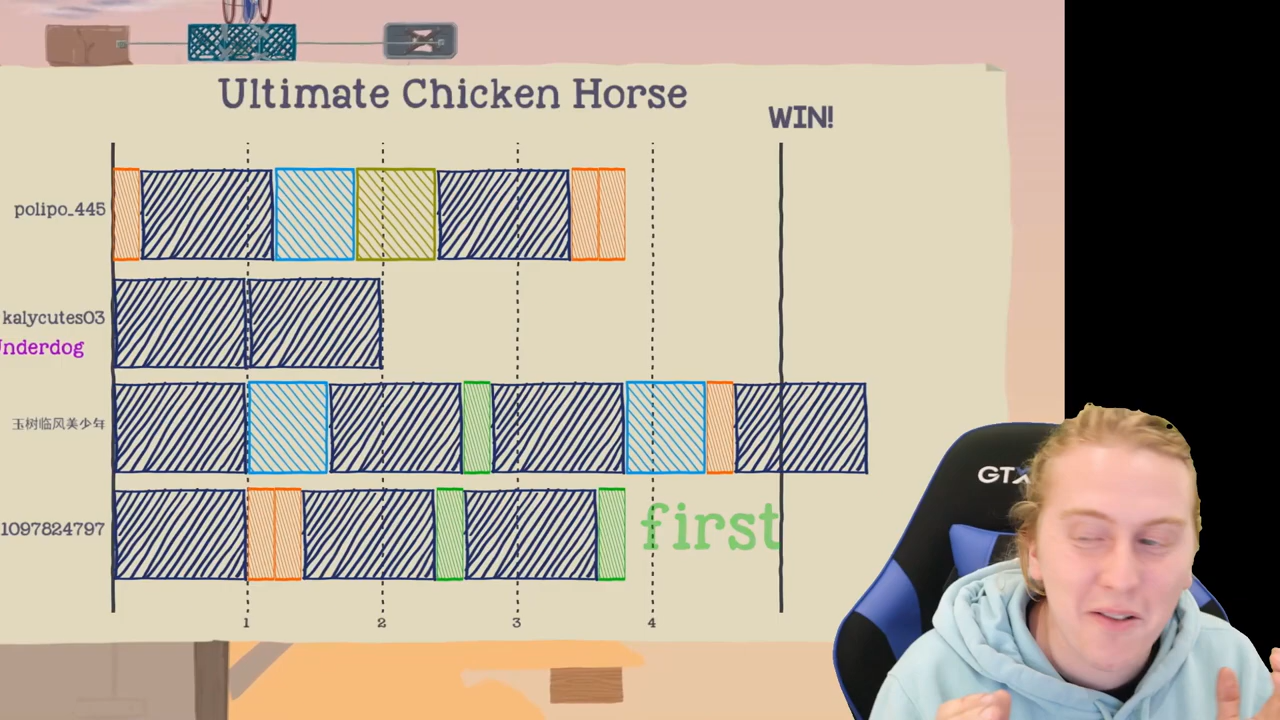 Ultimate Chicken Horse
WIN!
polipo_445
kalycutes03
Underdog
玉树临风美少年
1097824797
first
1 2 3 4
GTX